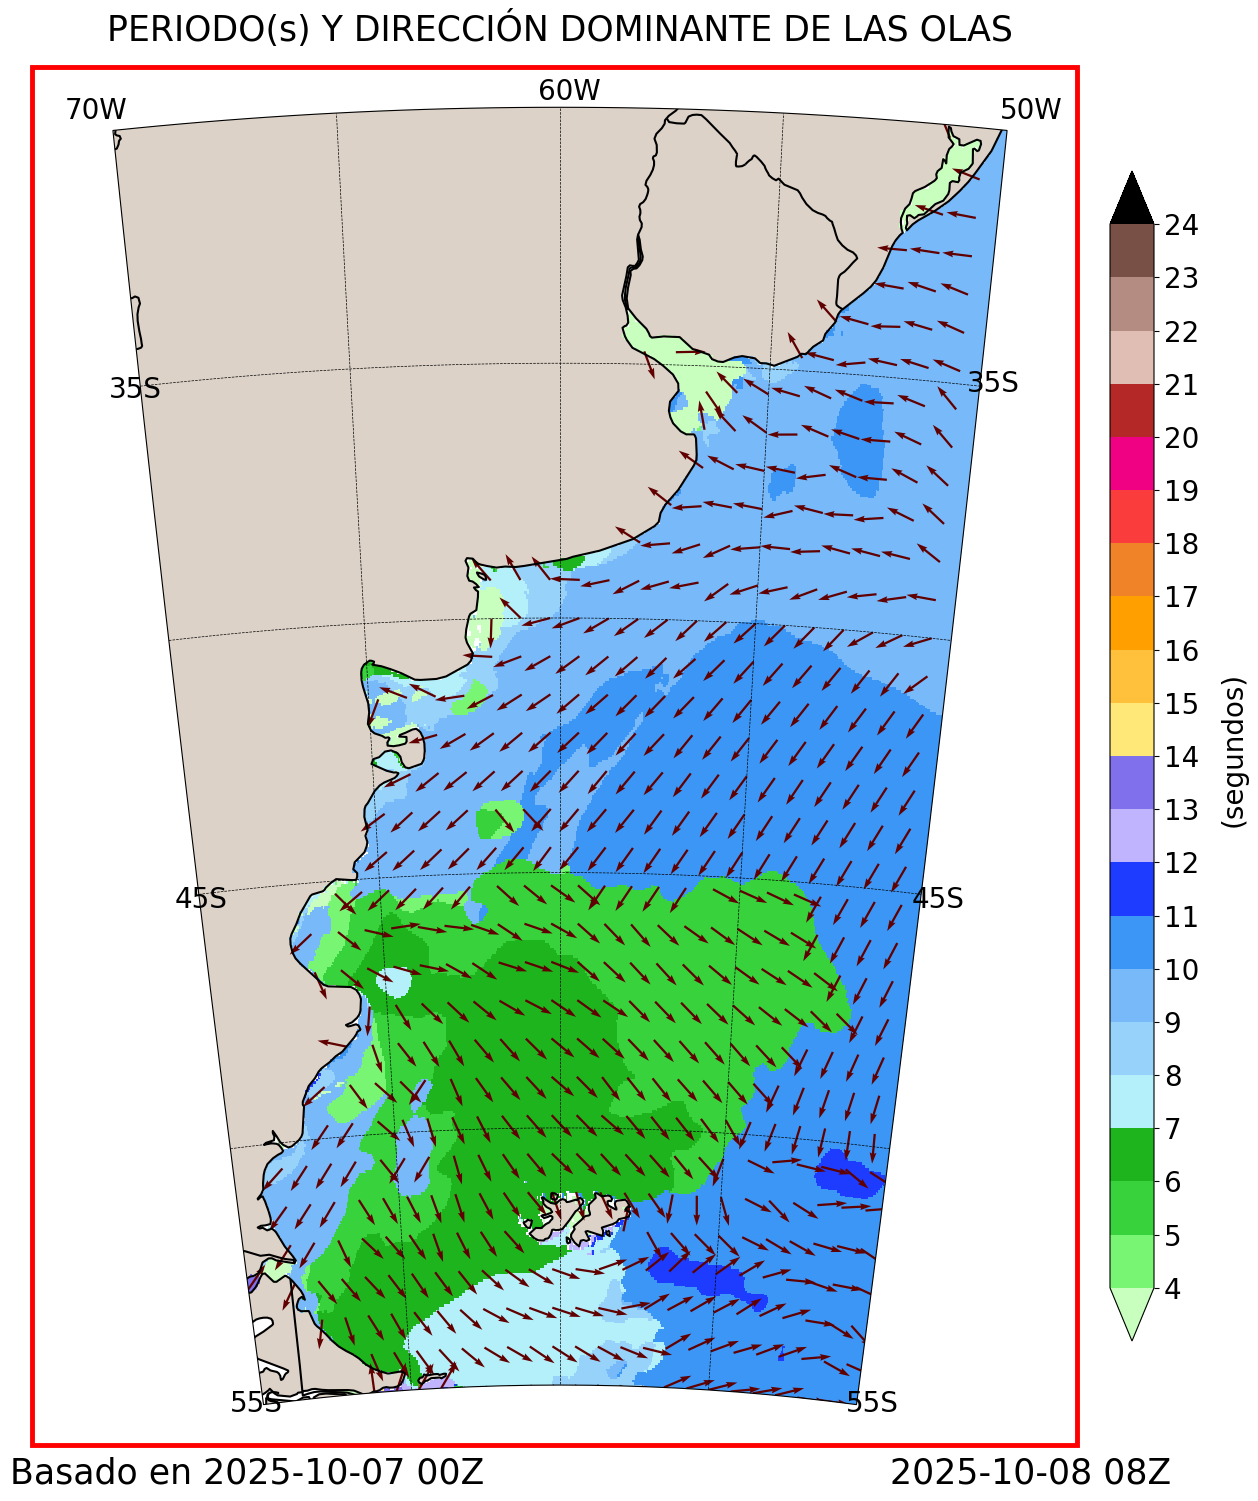 PERIODO(s) Y DIRECCIÓN DOMINANTE DE LAS OLAS
70W
60W
50W
35S
35S
45S
45S
55S
55S
24
23
22
21
20
19
18
17
16
15
14
13
12
11
10
9
8
7
6
5
4
(segundos)
Basado en 2025-10-07 00Z
2025-10-08 08Z